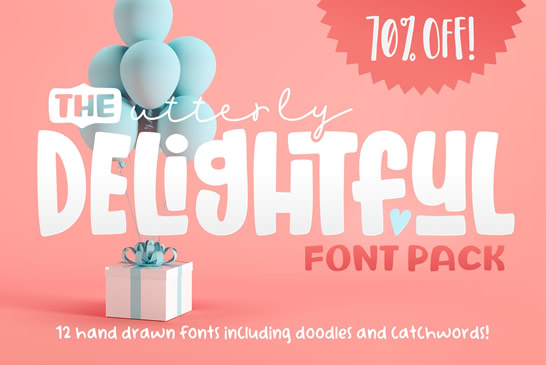 70% OFF!
THE utterly
DELiGHTFuL
FONT PACK
12 hand drawn fonts including doodles and catchwords!